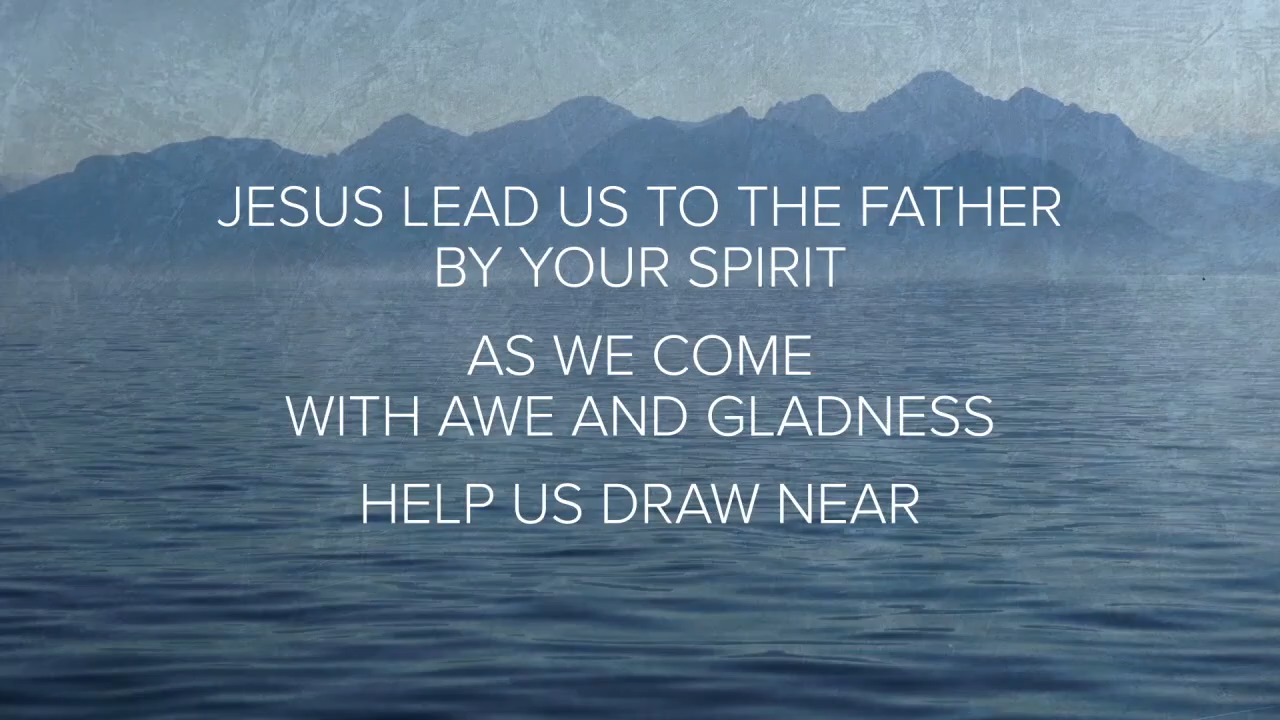 JESUS LEAD US TO THE FATHER
BY YOUR SPIRIT
AS WE COME
WITH AWE AND GLADNESS
HELP US DRAW NEAR